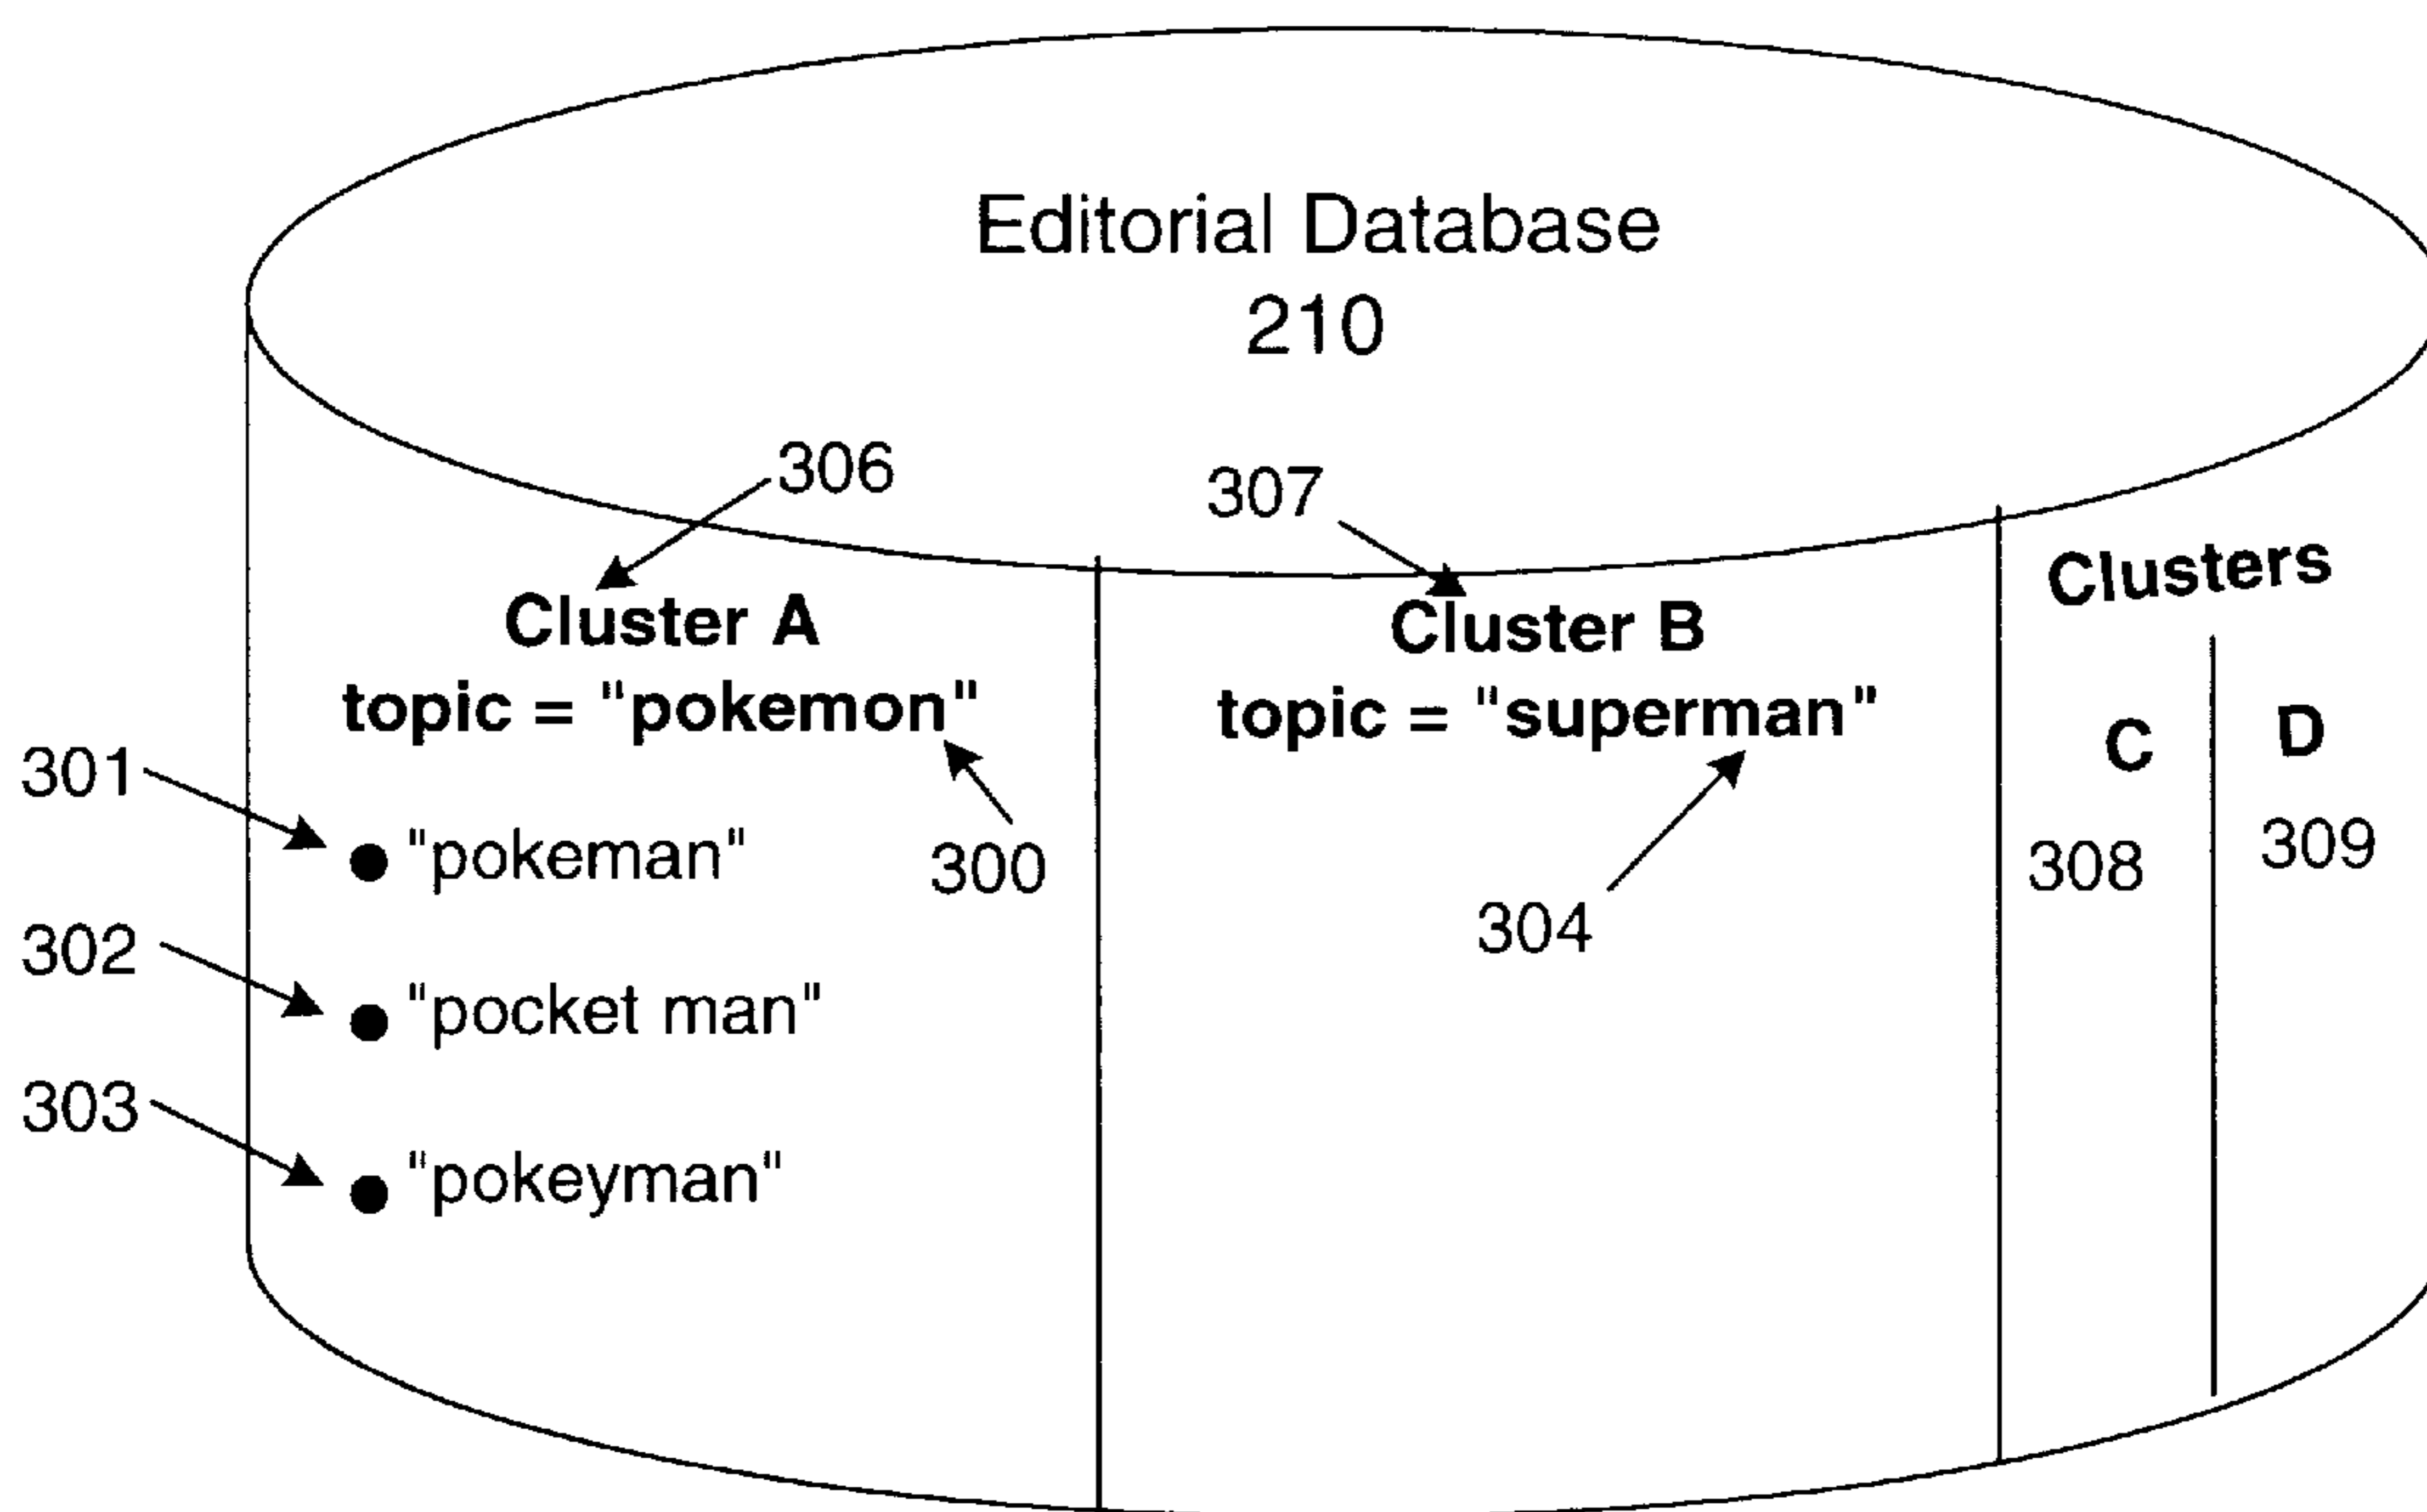 Editorial Database
210
306
307
Clusters
Cluster A
topic = "pokemon"
Cluster B
topic = "superman"
C
D
301
"pokeman"
300
304
308
309
302
"pocket man"
303
"pokeyman"